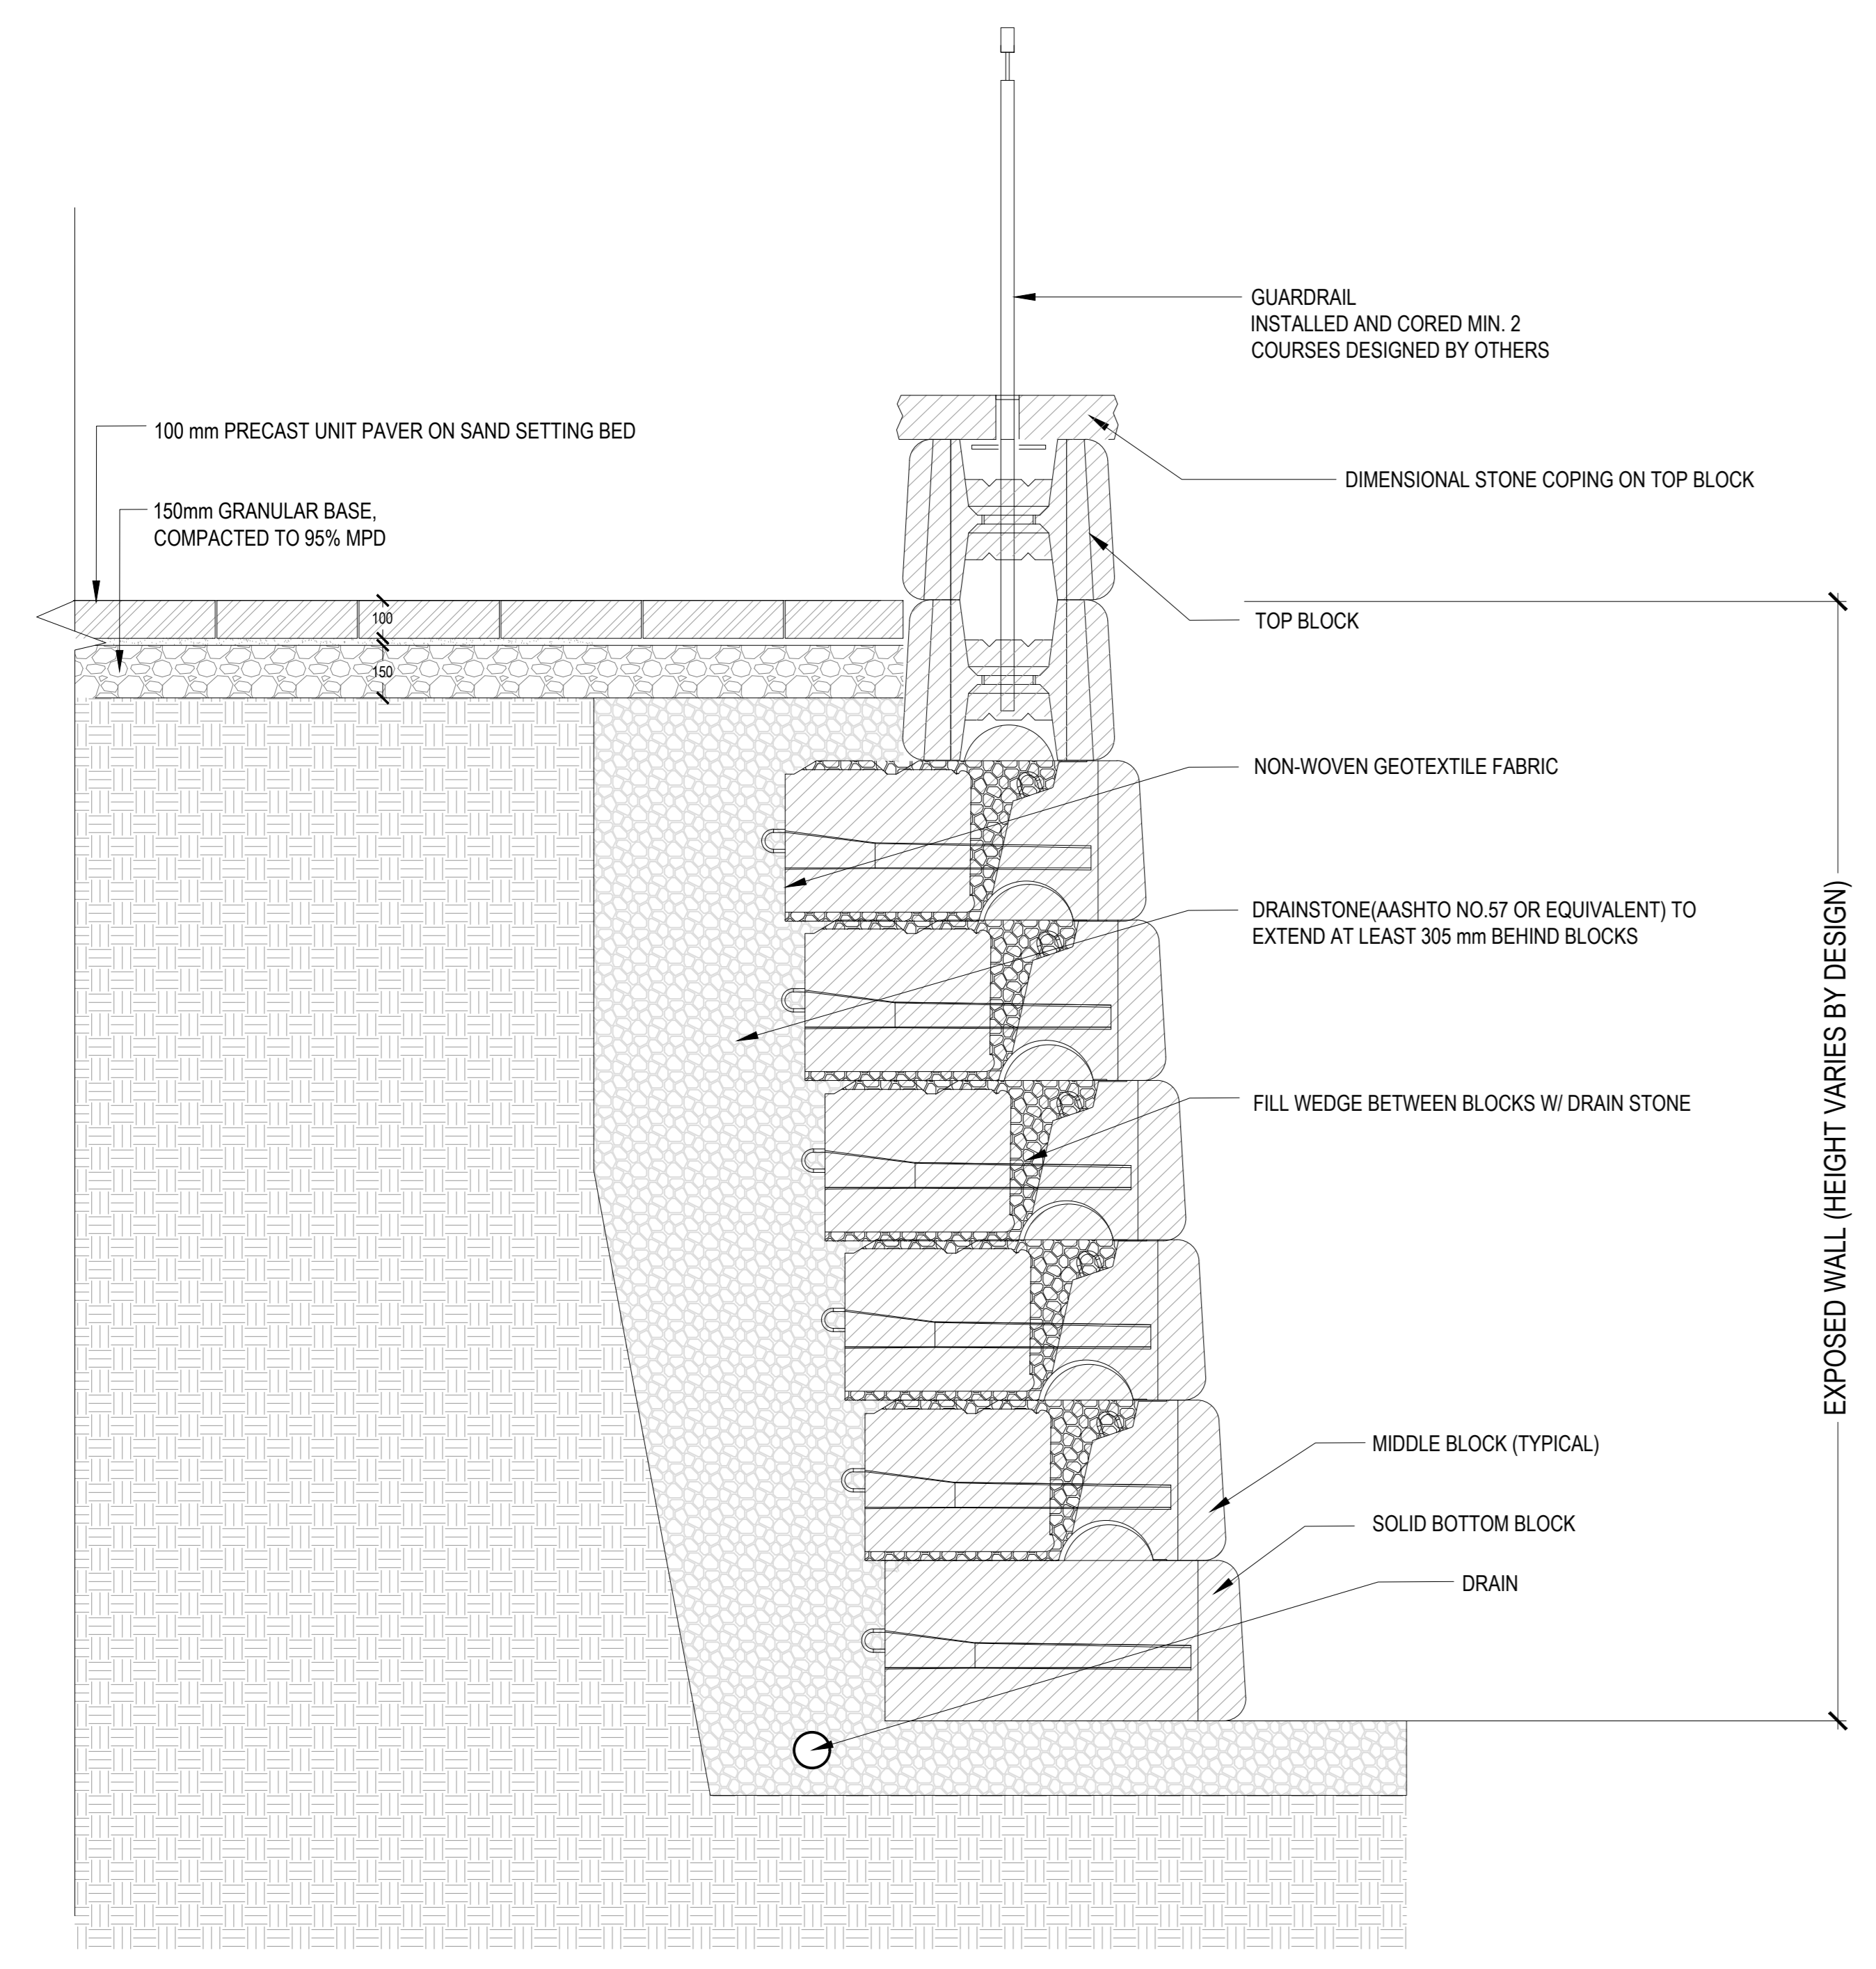 GUARDRAIL
INSTALLED AND CORED MIN. 2
COURSES DESIGNED BY OTHERS
100 mm PRECAST UNIT PAVER ON SAND SETTING BED
DIMENSIONAL STONE COPING ON TOP BLOCK
150mm GRANULAR BASE,
COMPACTED TO 95% MPD
100
TOP BLOCK
150
NON-WOVEN GEOTEXTILE FABRIC
DRAINSTONE(AASHTO NO.57 OR EQUIVALENT) TO
EXTEND AT LEAST 305 mm BEHIND BLOCKS
FILL WEDGE BETWEEN BLOCKS W/ DRAIN STONE
EXPOSED WALL (HEIGHT VARIES BY DESIGN)
MIDDLE BLOCK (TYPICAL)
SOLID BOTTOM BLOCK
DRAIN